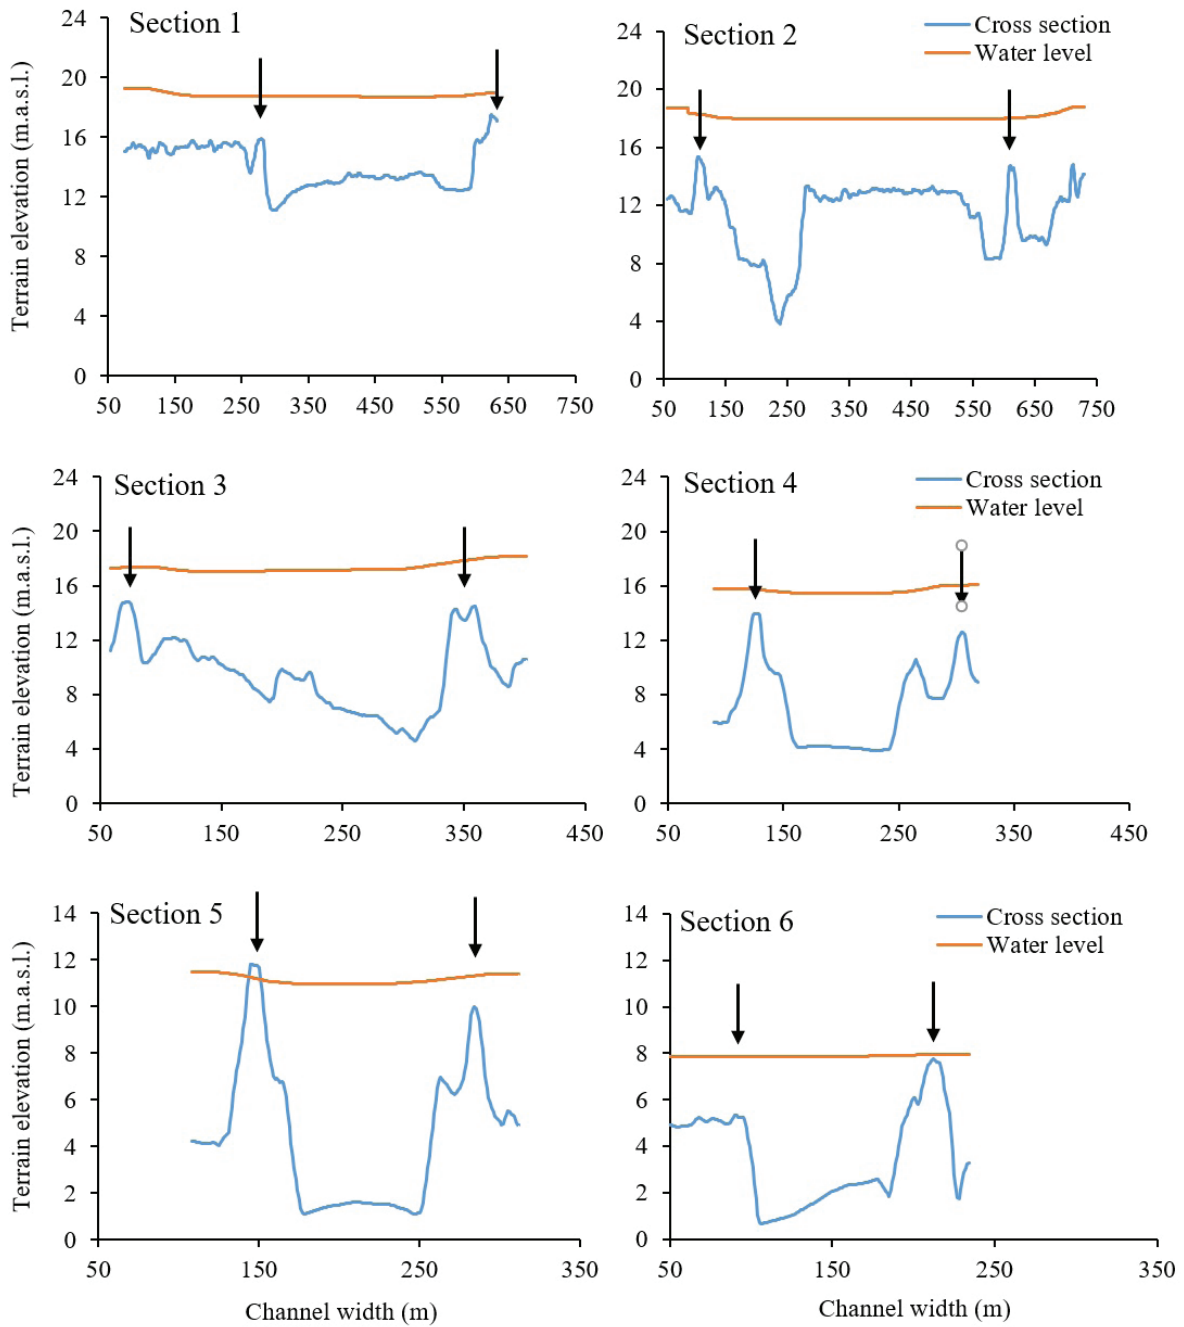 Section 1
Terrain elevation (m.a.s.l.)
24
20
16
12
8
4
0
50 150 250 350 450 550 650 750
Section 2
Cross section
Water level
24
20
16
12
8
4
0
50 150 250 350 450 550 650 750
Section 3
Terrain elevation (m.a.s.l.)
24
20
16
12
8
4
0
50 150 250 350 450
Section 4
Cross section
Water level
24
20
16
12
8
4
0
50 150 250 350 450
Section 5
Terrain elevation (m.a.s.l.)
14
12
10
8
6
4
2
0
50 150 250 350
Channel width (m)
Section 6
Cross section
Water level
14
12
10
8
6
4
2
0
50 150 250 350
Channel width (m)